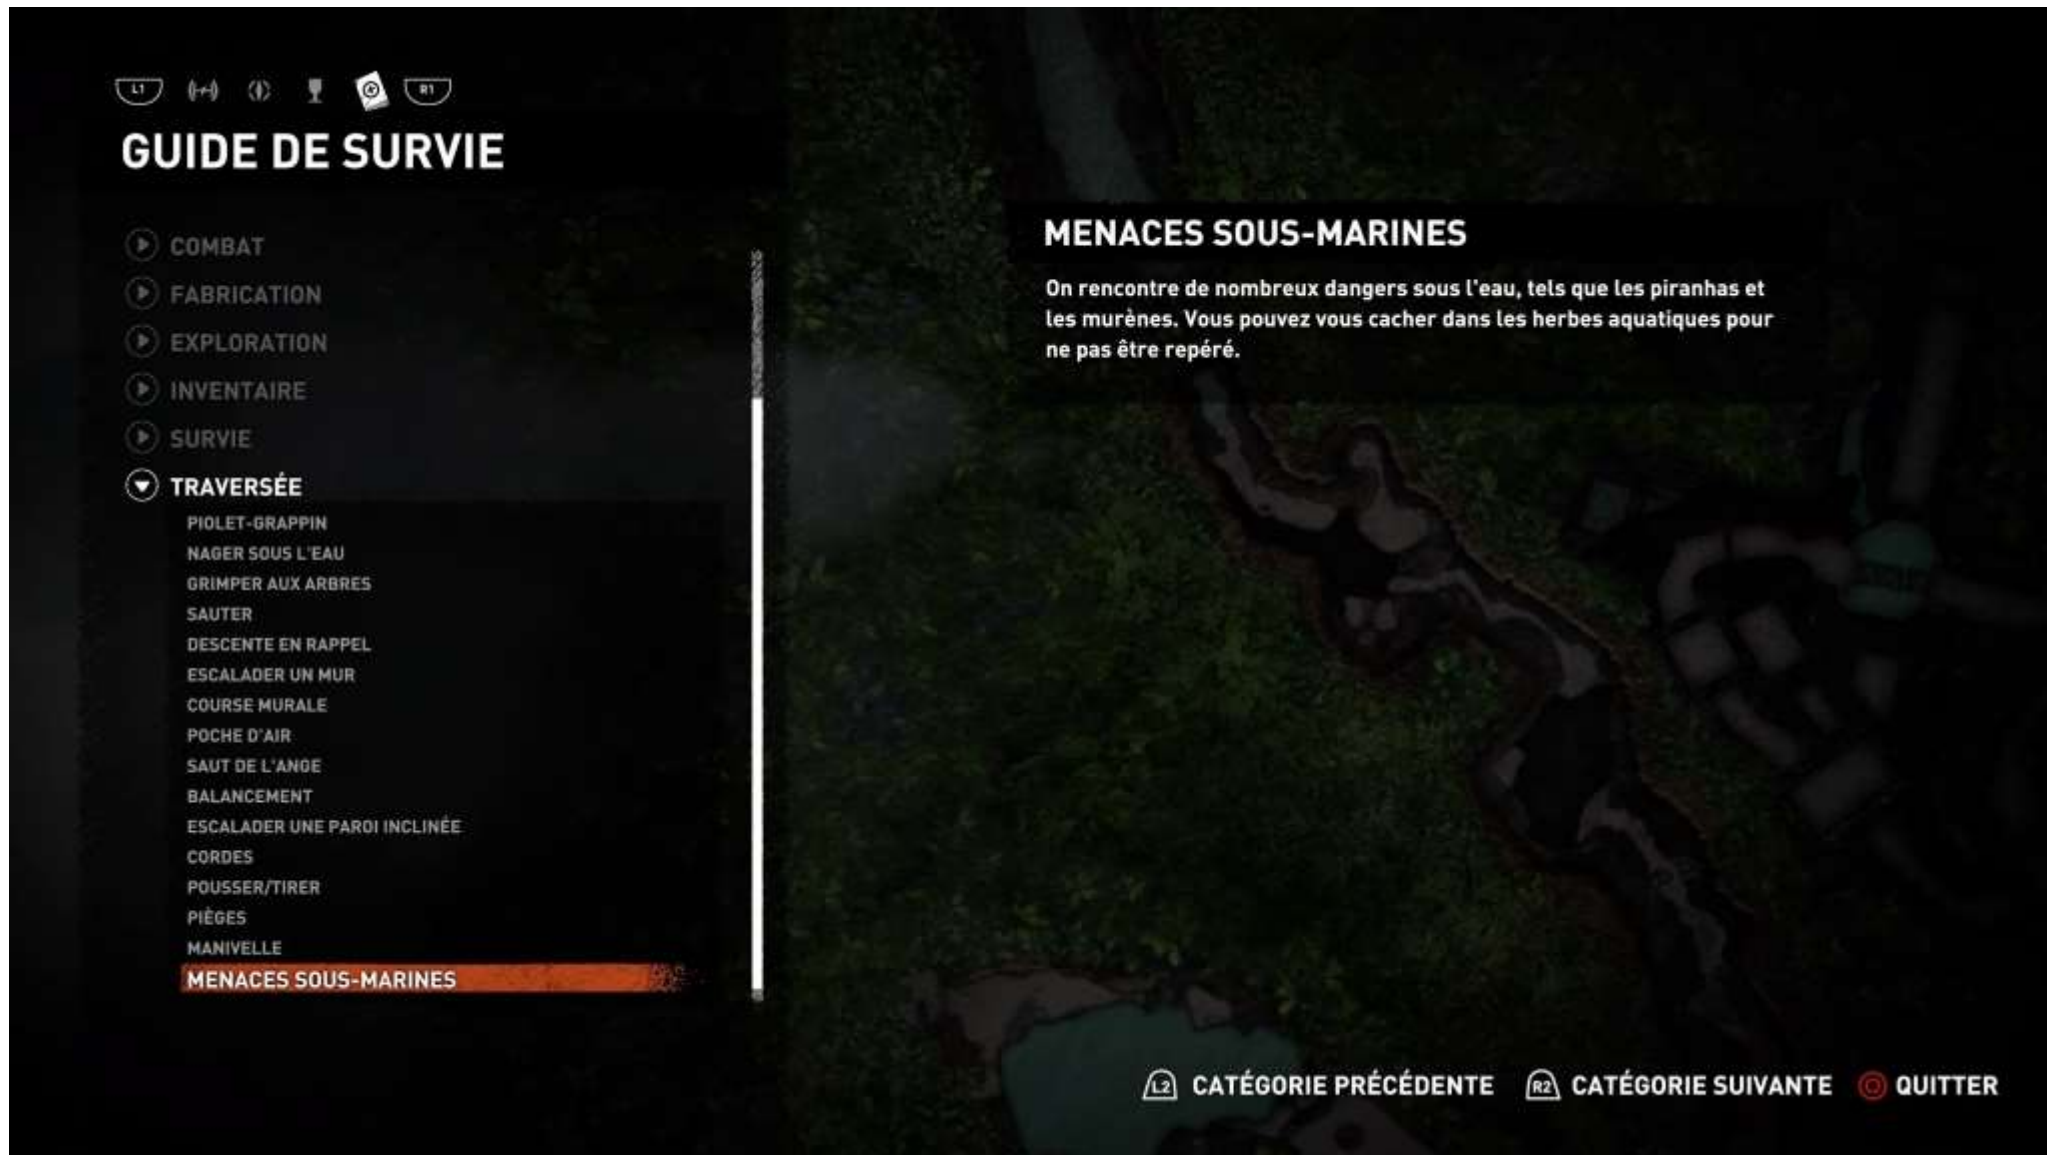 L1
R1
GUIDE DE SURVIE
COMBAT
FABRICATION
EXPLORATION
INVENTAIRE
SURVIE
TRAVERSÉE
PIOLET-GRAPPIN
NAGER SOUS L'EAU
GRIMPER AUX ARBRES
SAUTER
DESCENTE EN RAPPEL
ESCALADER UN MUR
COURSE MURALE
POCHE D'AIR
SAUT DE L'ANGE
BALANCEMENT
ESCALADER UNE PAROI INCLINÉE
CORDES
POUSSER/TIRER
PIÈGES
MANIVELLE
MENACES SOUS-MARINES
MENACES SOUS-MARINES
On rencontre de nombreux dangers sous l'eau, tels que les piranhas et
les murènes. Vous pouvez vous cacher dans les herbes aquatiques pour
ne pas être repéré.
L2 CATÉGORIE PRÉCÉDENTE R2 CATÉGORIE SUIVANTE QUITTER